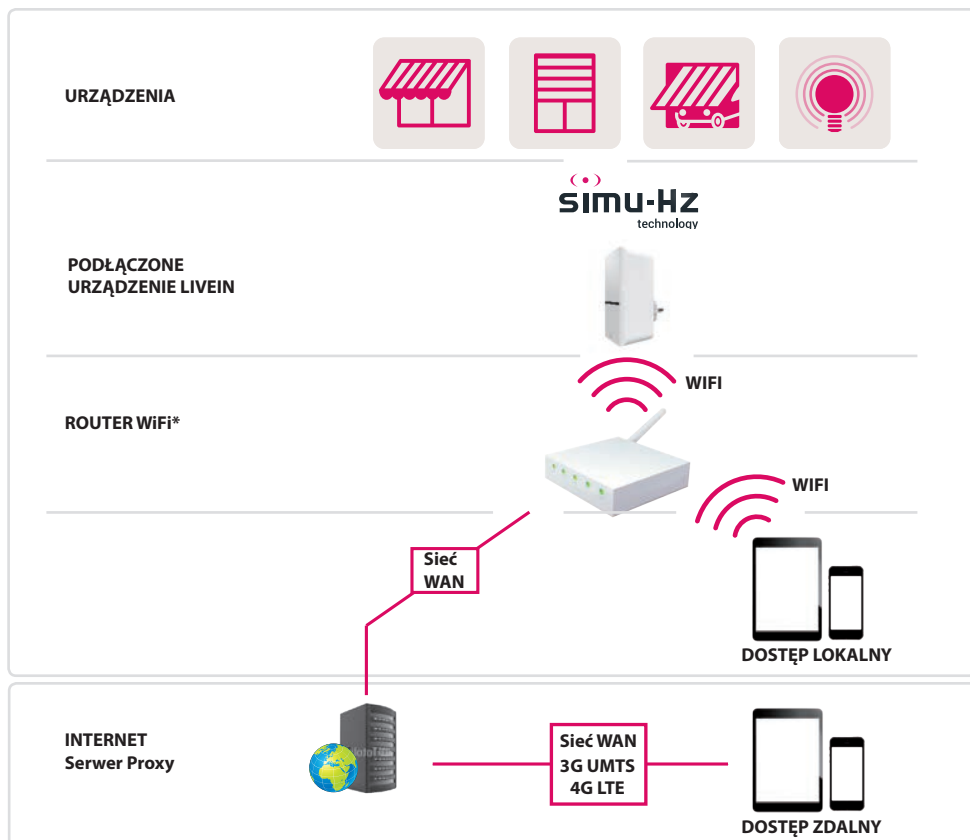 URZĄDZENIA
simu-Hz
technology
PODŁĄCZONE
URZĄDZENIE LIVEIN
WIFI
ROUTER WiFi*
WIFI
Sieć
WAN
DOSTĘP LOKALNY
INTERNET
Serwer Proxy
Sieć WAN
3G UMTS
4G LTE
DOSTĘP ZDALNY